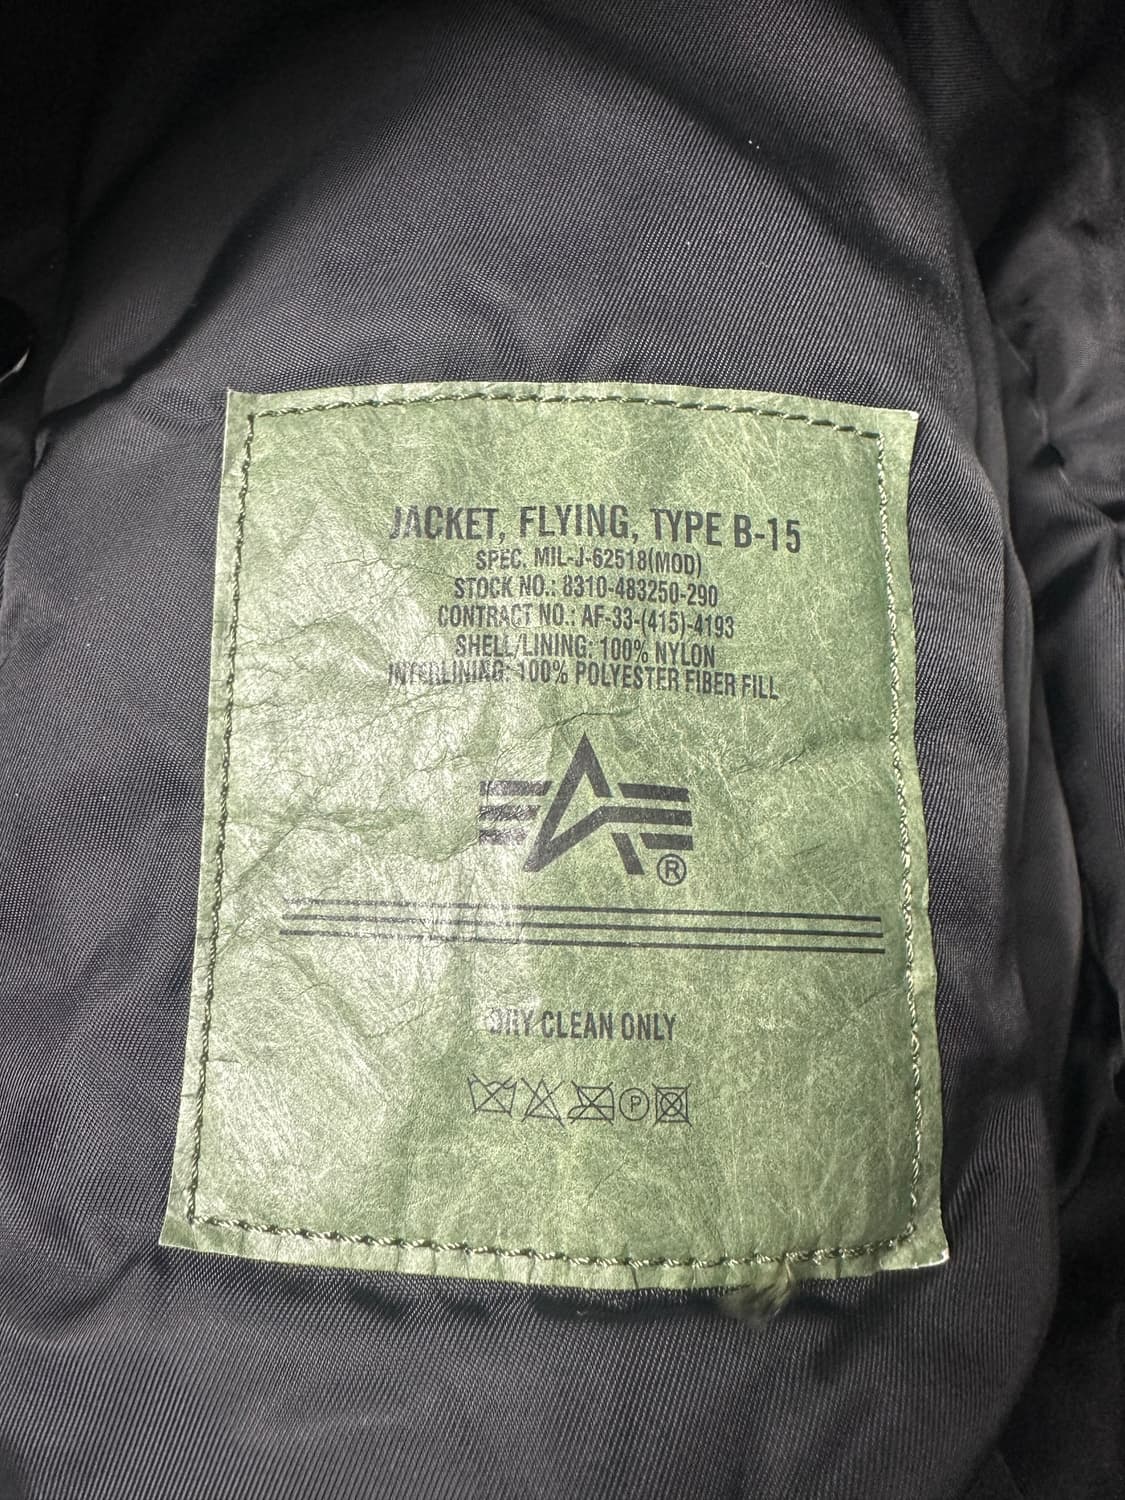 JACKET, FLYING, TYPE B-15
SPEC. MIL-J-62518(MOD)
STOCK NO.: 8310-483250-290
CONTRACT NO.: AF-33-(415)-4193
SHELL/LINING: 100% NYLON
INTERLINING: 100% POLYESTER FIBER FILL
®
DRY CLEAN ONLY
P